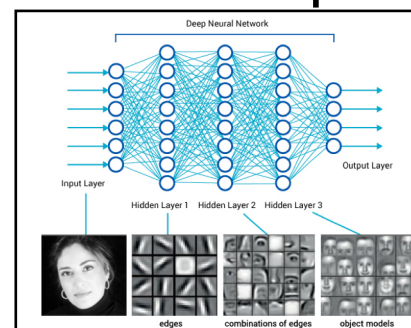 Deep Neural Network
Output Layer
Input Layer
Hidden Layer 1 Hidden Layer 2 Hidden Layer 3
edges combinations of edges object models